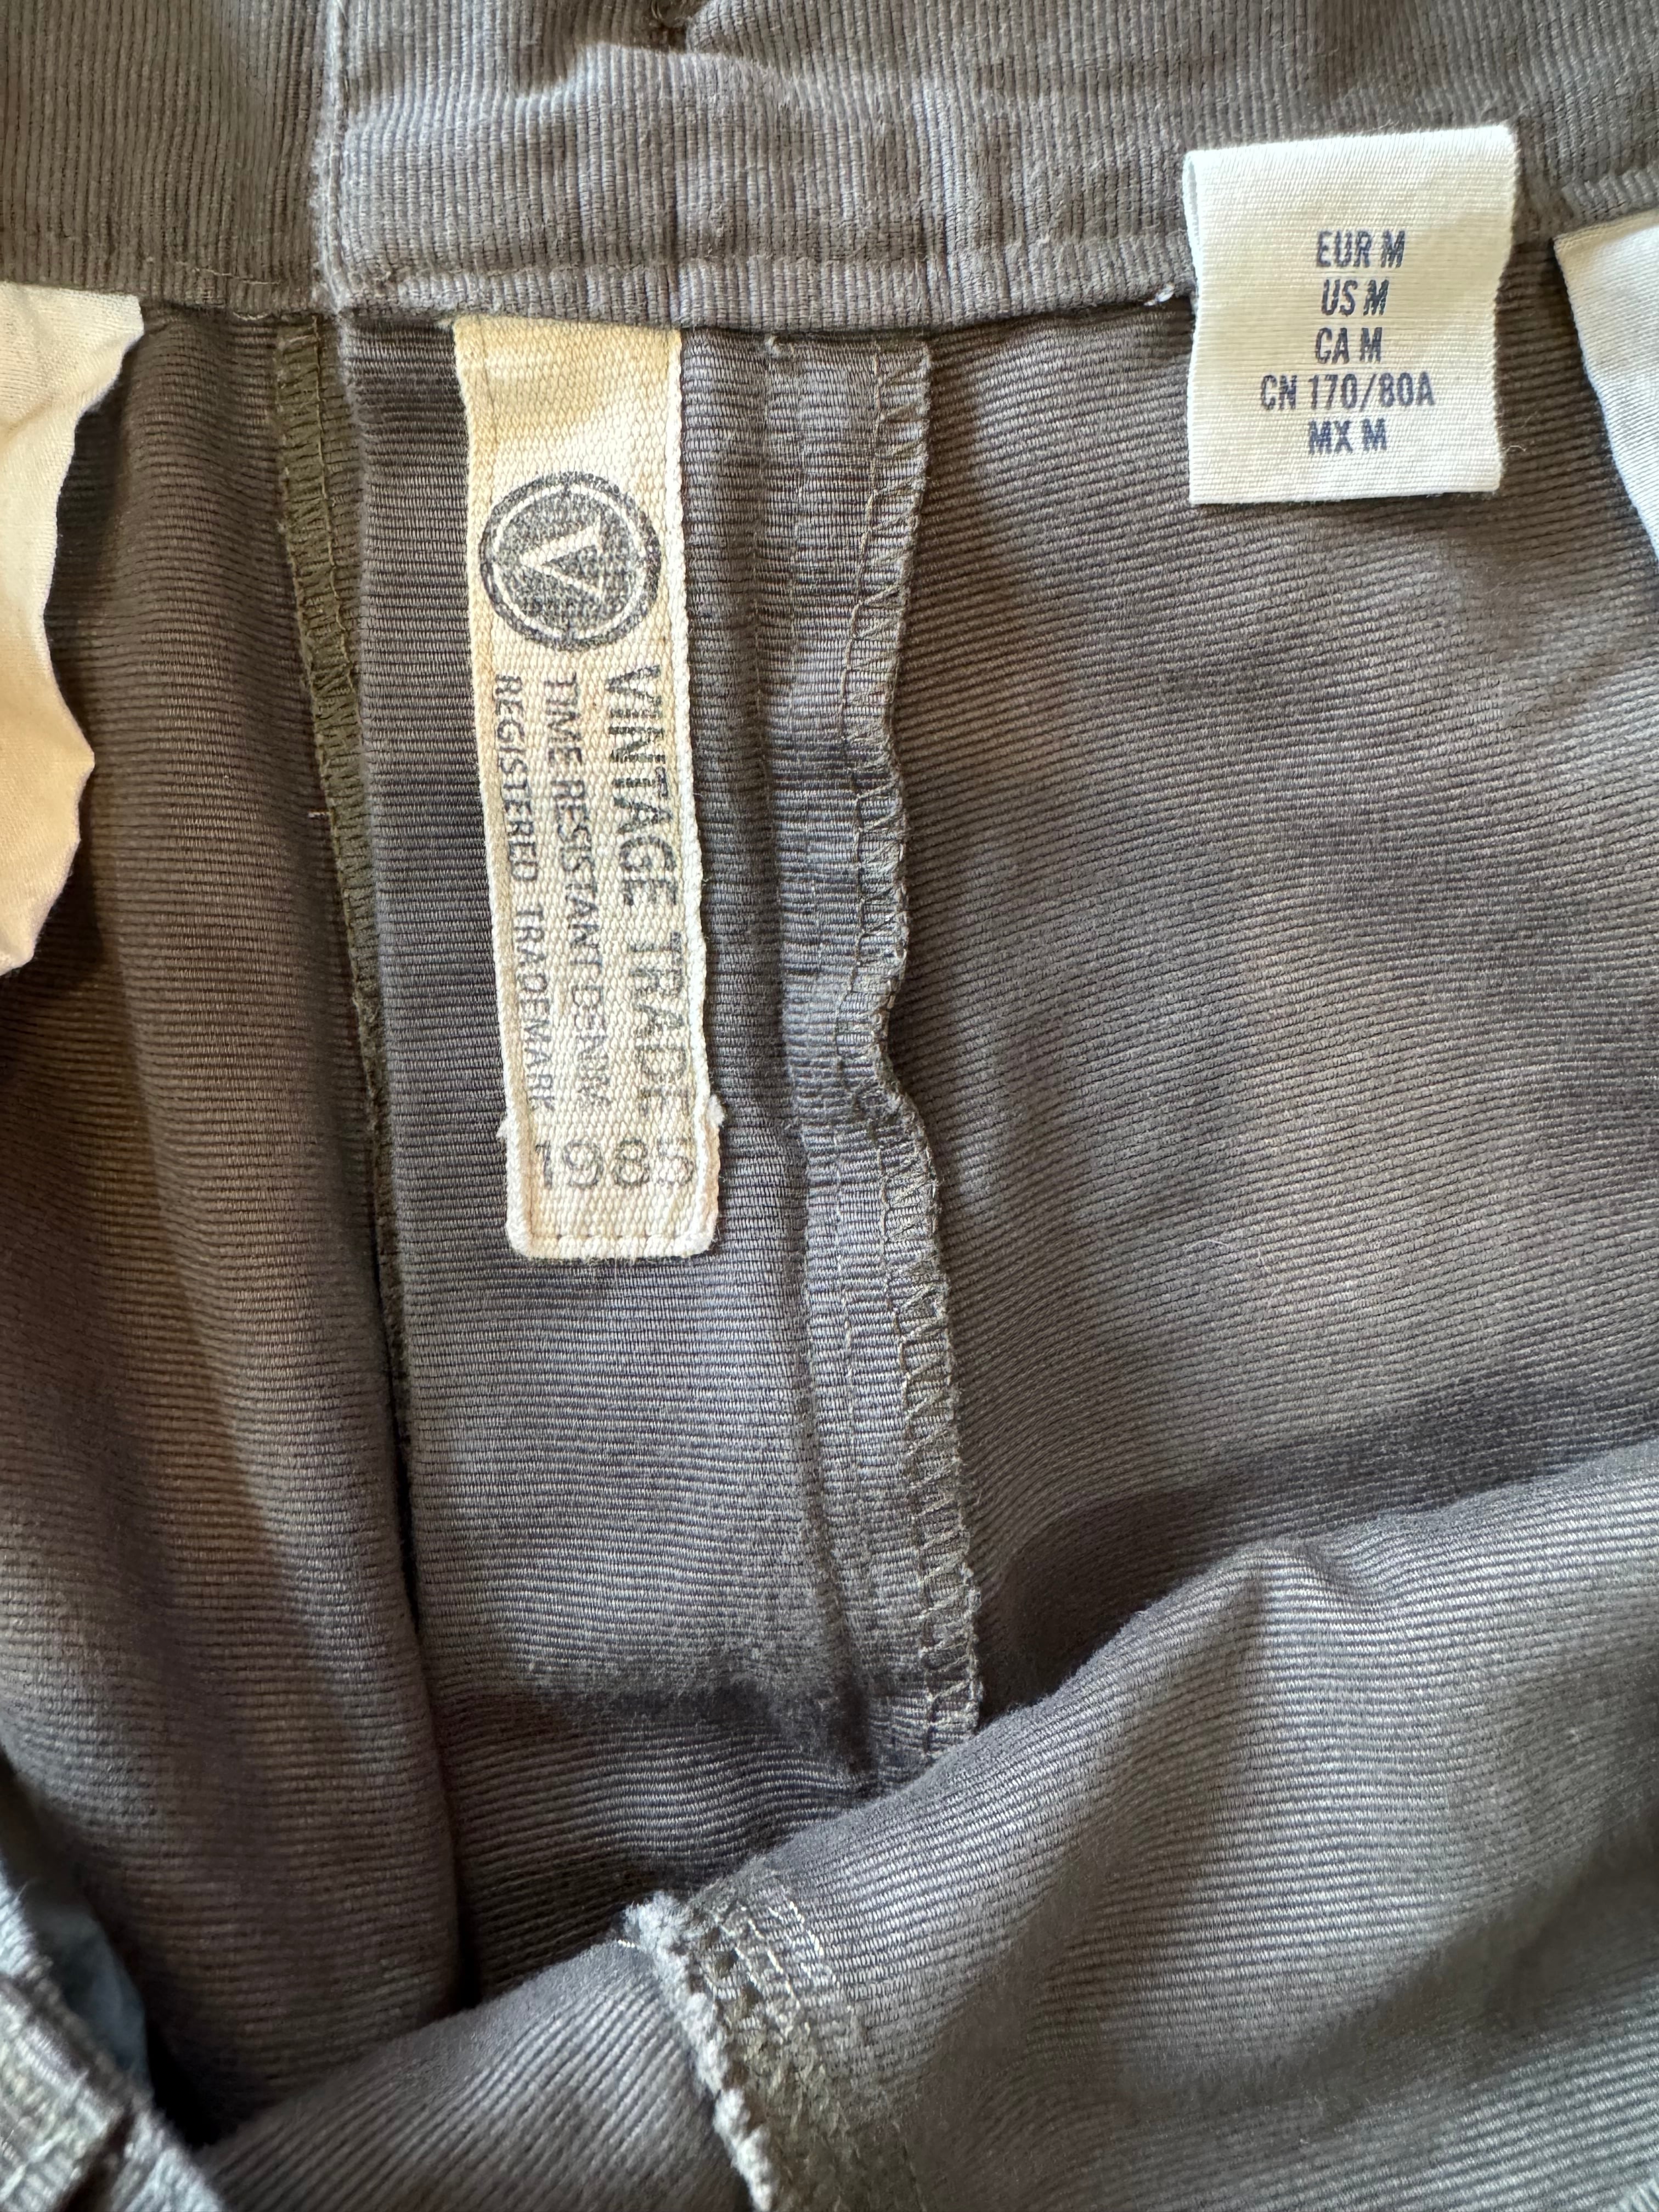 V
VINTAGE TRADE
TIME RESISTANT DENIM
REGISTERED TRADEMARK
1985
EUR M
US M
CA M
CN 170/80A
MX M